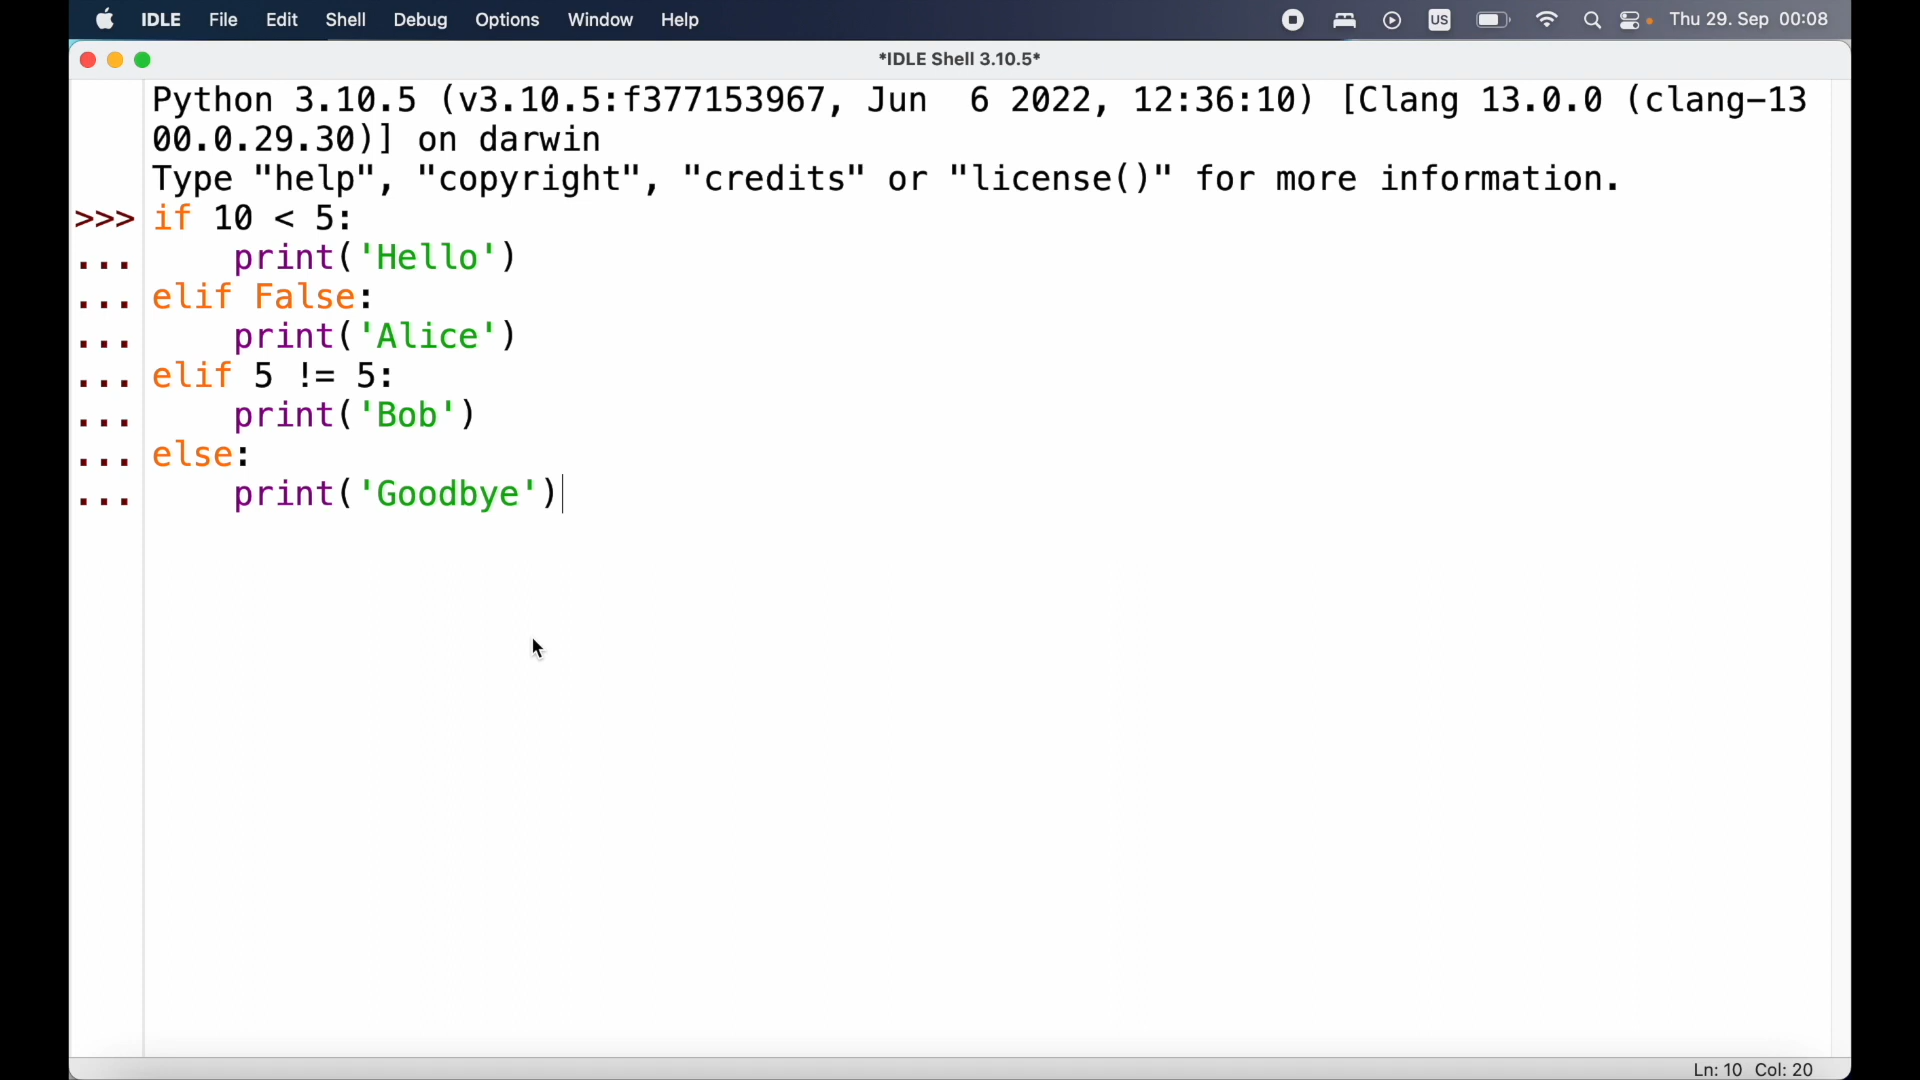 IDLE File Edit Shell Debug Options Window Help US Thu 29. Sep 00:08
*IDLE Shell 3.10.5*
Python 3.10.5 (v3.10.5:f377153967, Jun  6 2022, 12:36:10) [Clang 13.0.0 (clang-13
00.0.29.30)] on darwin
Type "help", "copyright", "credits" or "license()" for more information.
>>> if 10 < 5:
...     print('Hello')
... elif False:
...     print('Alice')
... elif 5 != 5:
...     print('Bob')
... else:
...     print('Goodbye')
Ln: 10 Col: 20